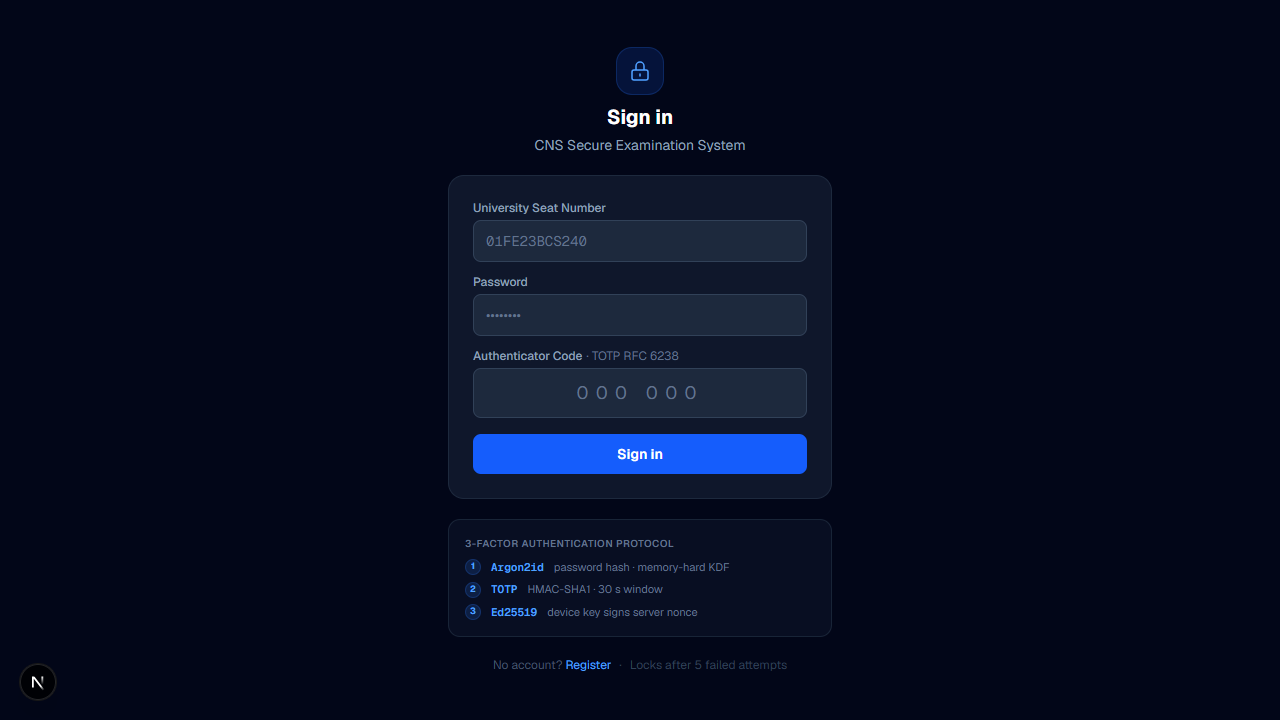 Sign in
CNS Secure Examination System
University Seat Number
01FE23BCS240
Password
••••••••
Authenticator Code · TOTP RFC 6238
000 000
Sign in
3-FACTOR AUTHENTICATION PROTOCOL
1 Argon2id password hash · memory-hard KDF
2 TOTP HMAC-SHA1 · 30 s window
3 Ed25519 device key signs server nonce
No account? Register · Locks after 5 failed attempts
N